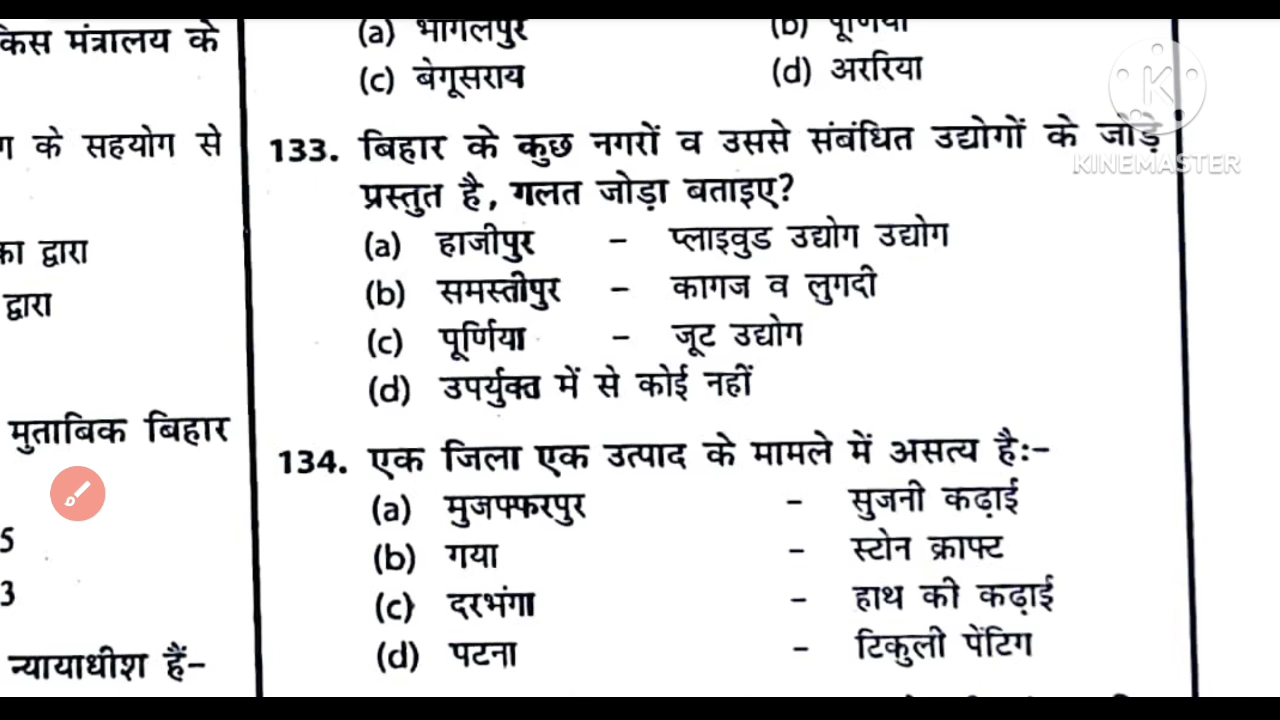 किस मंत्रालय के
ग के सहयोग से
का द्वारा
द्वारा
मुताबिक बिहार
5
3
न्यायाधीश हैं-
(a) भागलपुर (b) पूर्णिया
(c) बेगूसराय (d) अररिया
133. बिहार के कुछ नगरों व उससे संबंधित उद्योगों के जोड़े
प्रस्तुत है, गलत जोड़ा बताइए?
(a) हाजीपुर - प्लाइवुड उद्योग उद्योग
(b) समस्तीपुर - कागज व लुगदी
(c) पूर्णिया - जूट उद्योग
(d) उपर्युक्त में से कोई नहीं
134. एक जिला एक उत्पाद के मामले में असत्य है:-
(a) मुजफ्फरपुर - सुजनी कढ़ाई
(b) गया - स्टोन क्राफ्ट
(c) दरभंगा - हाथ की कढ़ाई
(d) पटना - टिकुली पेंटिग
K
KINEMASTER